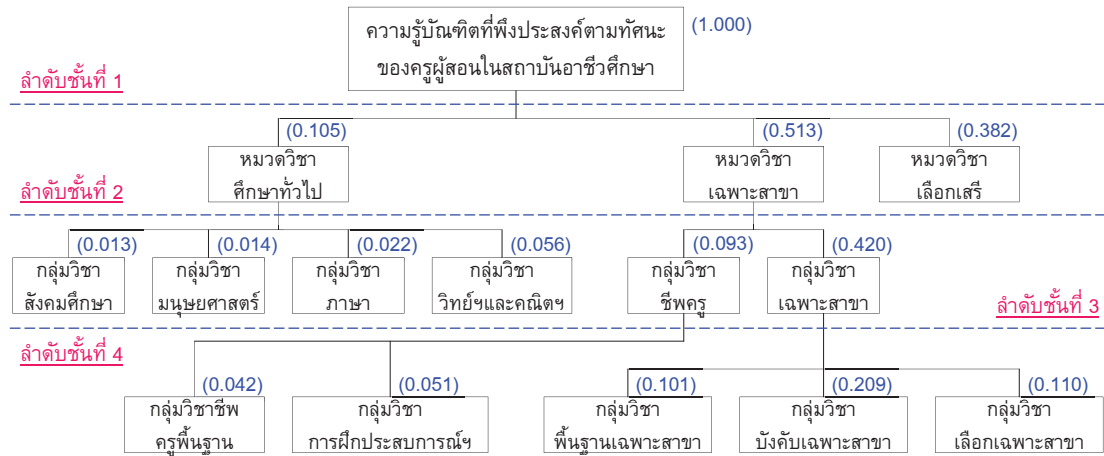 ความรู้บัณฑิตที่พึงประสงค์ตามทัศนะ (1.000)
ของครูผู้สอนในสถาบันอาชีวศึกษา
ลำดับชั้นที่ 1
(0.105) (0.513) (0.382)
หมวดวิชา หมวดวิชา หมวดวิชา
ศึกษาทั่วไป เฉพาะสาขา เลือกเสรี
ลำดับชั้นที่ 2
(0.013) (0.014) (0.022) (0.056) (0.093) (0.420)
กลุ่มวิชา กลุ่มวิชา กลุ่มวิชา กลุ่มวิชา กลุ่มวิชา กลุ่มวิชา
สังคมศึกษา มนุษยศาสตร์ ภาษา วิทย์ฯและคณิตฯ ชีพครู เฉพาะสาขา
ลำดับชั้นที่ 3
ลำดับชั้นที่ 4
(0.042) (0.051) (0.101) (0.209) (0.110)
กลุ่มวิชาชีพ กลุ่มวิชา กลุ่มวิชา กลุ่มวิชา กลุ่มวิชา
ครูพื้นฐาน การฝึกประสบการณ์ฯ พื้นฐานเฉพาะสาขา บังคับเฉพาะสาขา เลือกเฉพาะสาขา